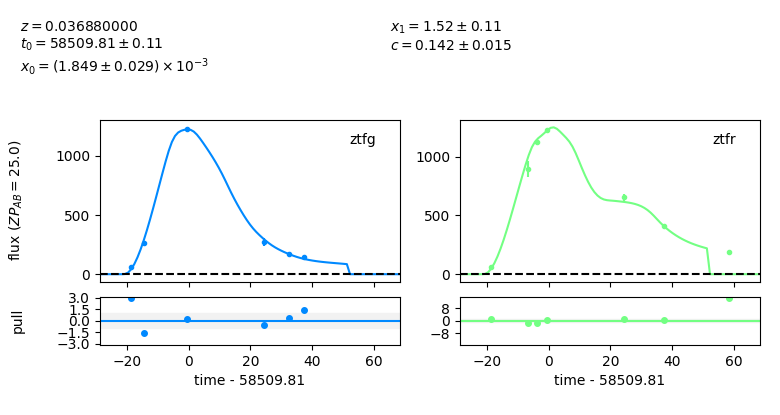 z = 0.036880000
t₀ = 58509.81 ± 0.11
x₀ = (1.849 ± 0.029) × 10⁻³
x₁ = 1.52 ± 0.11
c = 0.142 ± 0.015
flux (ZP_AB = 25.0)
1000
500
0
ztfg
1000
500
0
ztfr
pull
3.0
1.5
0.0
−1.5
−3.0
8
0
−8
−20 0 20 40 60
time - 58509.81
−20 0 20 40 60
time - 58509.81